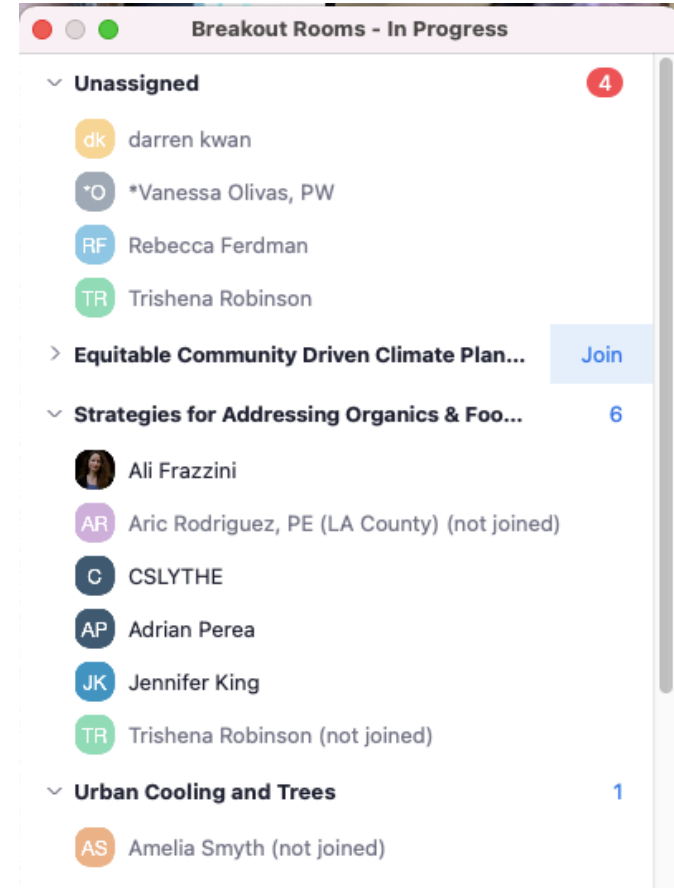 Breakout Rooms - In Progress
Unassigned 4
dk darren kwan
*O *Vanessa Olivas, PW
RF Rebecca Ferdman
TR Trishena Robinson
Equitable Community Driven Climate Plan... Join
Strategies for Addressing Organics & Foo... 6
Ali Frazzini
AR Aric Rodriguez, PE (LA County) (not joined)
C CSLYTHE
AP Adrian Perea
JK Jennifer King
TR Trishena Robinson (not joined)
Urban Cooling and Trees 1
AS Amelia Smyth (not joined)